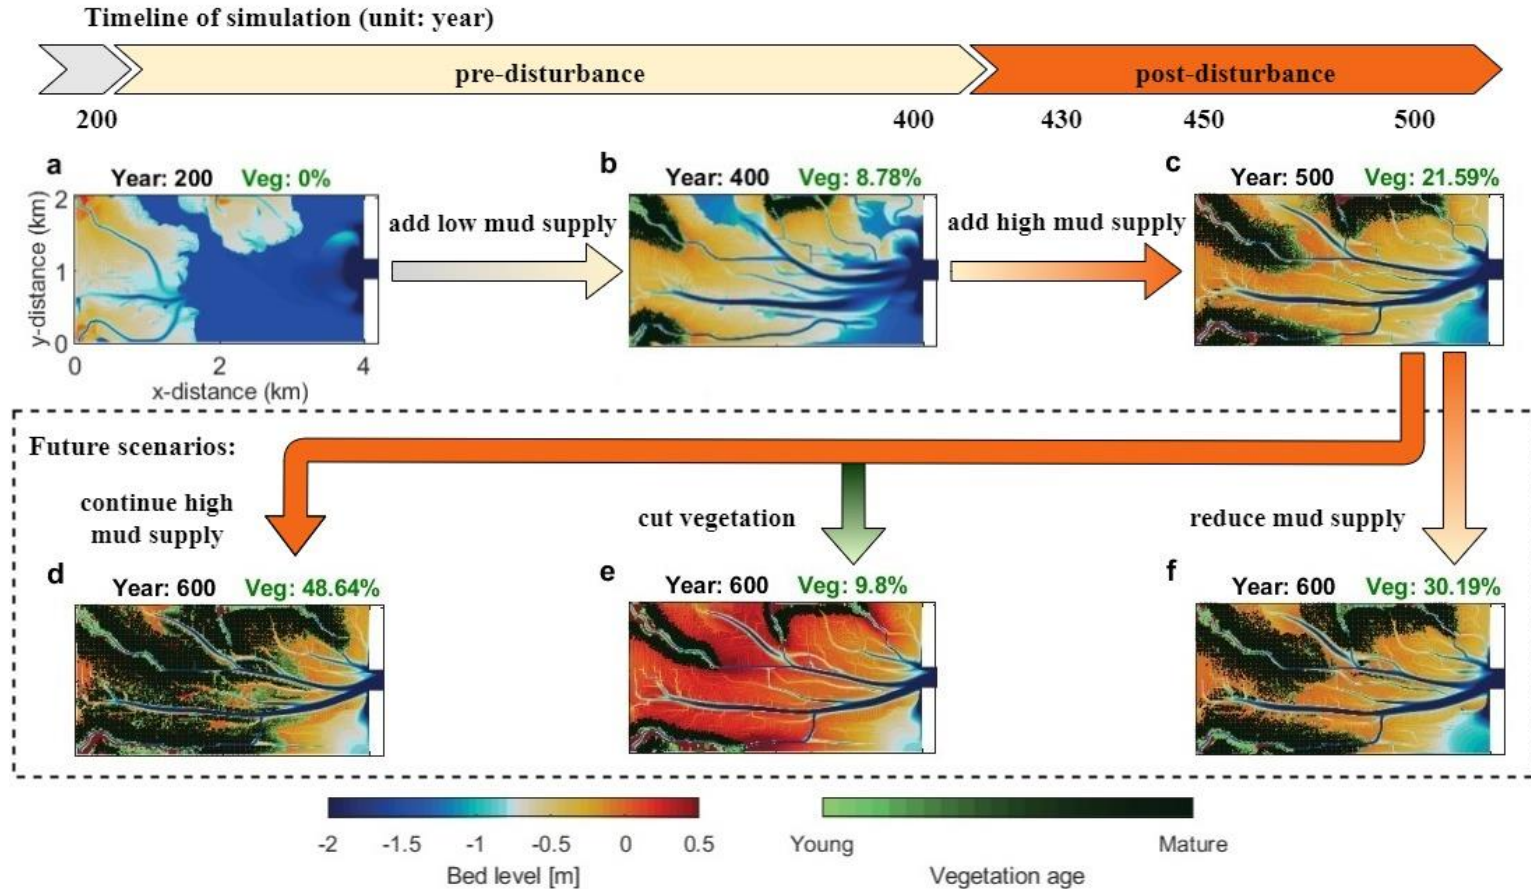 Timeline of simulation (unit: year)
pre-disturbance
post-disturbance
200
400
430
450
500
a
Year: 200 Veg: 0%
b
Year: 400 Veg: 8.78%
c
Year: 500 Veg: 21.59%
add low mud supply
add high mud supply
2
1
0
y-distance (km)
0
2
4
x-distance (km)
Future scenarios:
continue high
mud supply
cut vegetation
reduce mud supply
d
Year: 600 Veg: 48.64%
e
Year: 600 Veg: 9.8%
f
Year: 600 Veg: 30.19%
-2
-1.5
-1
-0.5
0
0.5
Bed level [m]
Young
Mature
Vegetation age